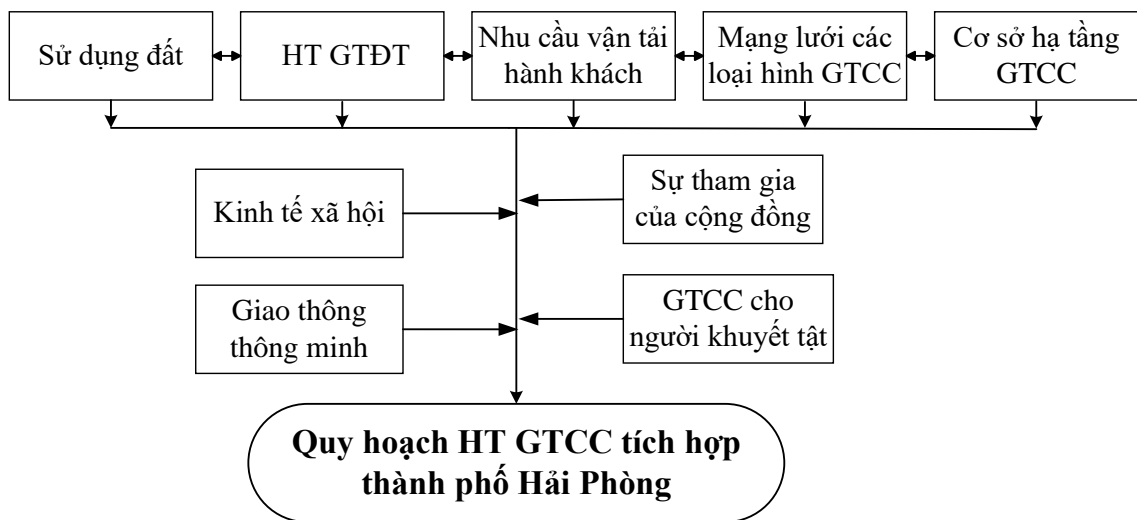 Sử dụng đất
HT GTĐT
Nhu cầu vận tải
hành khách
Mạng lưới các
loại hình GTCC
Cơ sở hạ tầng
GTCC
Kinh tế xã hội
Sự tham gia
của cộng đồng
Giao thông
thông minh
GTCC cho
người khuyết tật
Quy hoạch HT GTCC tích hợp
thành phố Hải Phòng